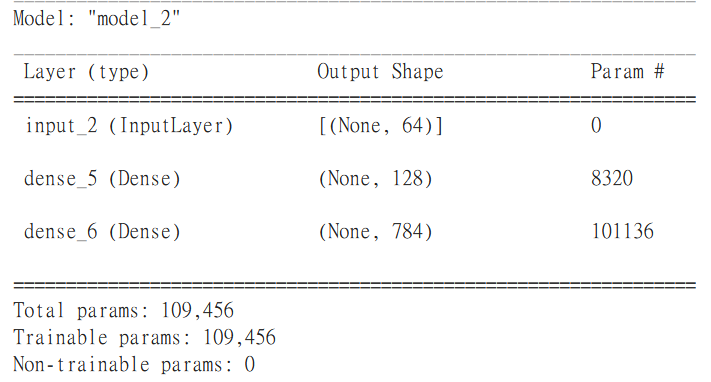 Model: "model_2"
Layer (type) Output Shape Param #
input_2 (InputLayer) [(None, 64)] 0
dense_5 (Dense) (None, 128) 8320
dense_6 (Dense) (None, 784) 101136
Total params: 109,456
Trainable params: 109,456
Non-trainable params: 0